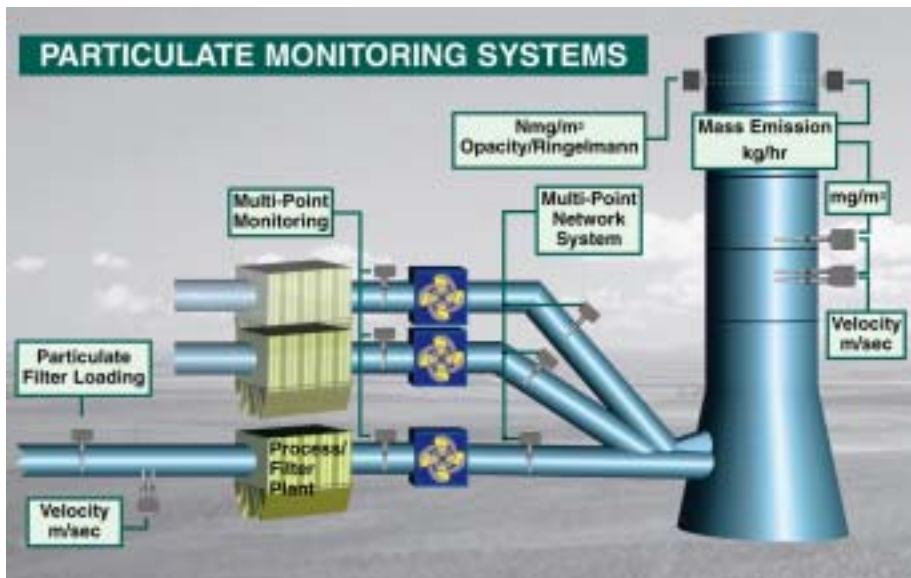 PARTICULATE MONITORING SYSTEMS
Nmg/m³
Opacity/Ringelmann
Mass Emission
kg/hr
Multi-Point
Monitoring
Multi-Point
Network
System
mg/m³
Velocity
m/sec
Particulate
Filter Loading
Process/
Filter
Plant
Velocity
m/sec